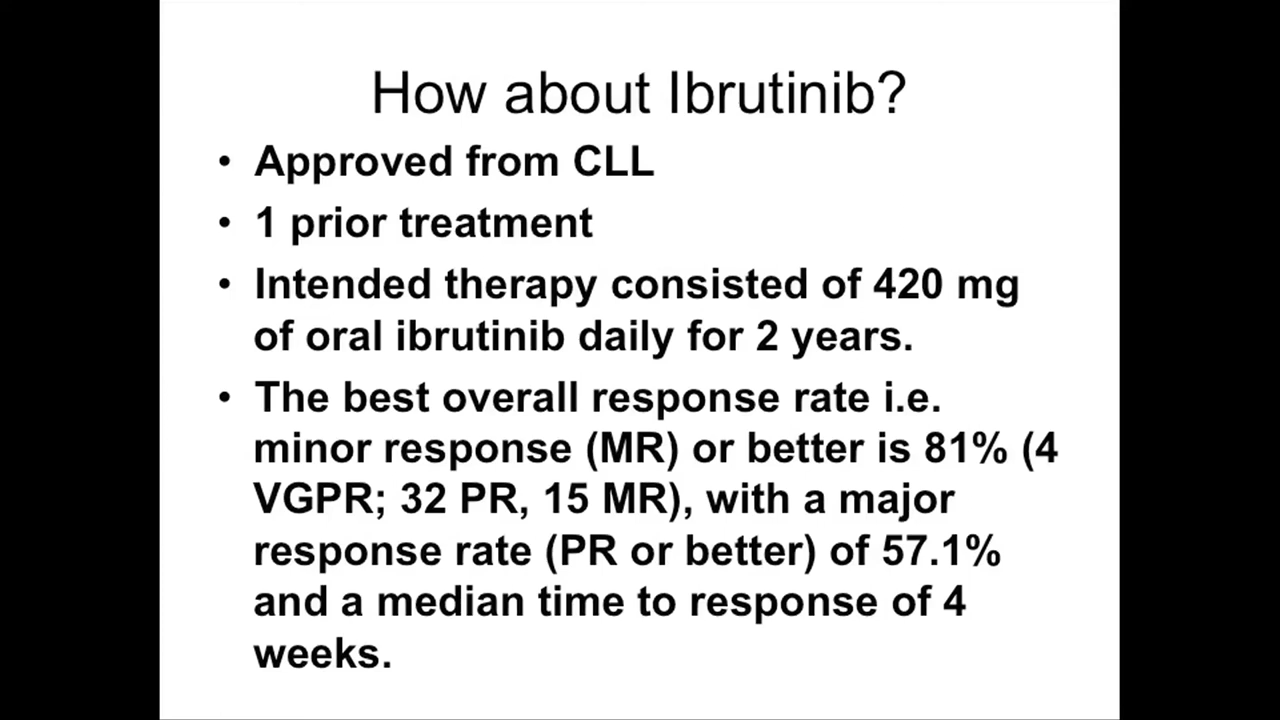 How about Ibrutinib?
• Approved from CLL
• 1 prior treatment
• Intended therapy consisted of 420 mg
of oral ibrutinib daily for 2 years.
• The best overall response rate i.e.
minor response (MR) or better is 81% (4
VGPR; 32 PR, 15 MR), with a major
response rate (PR or better) of 57.1%
and a median time to response of 4
weeks.